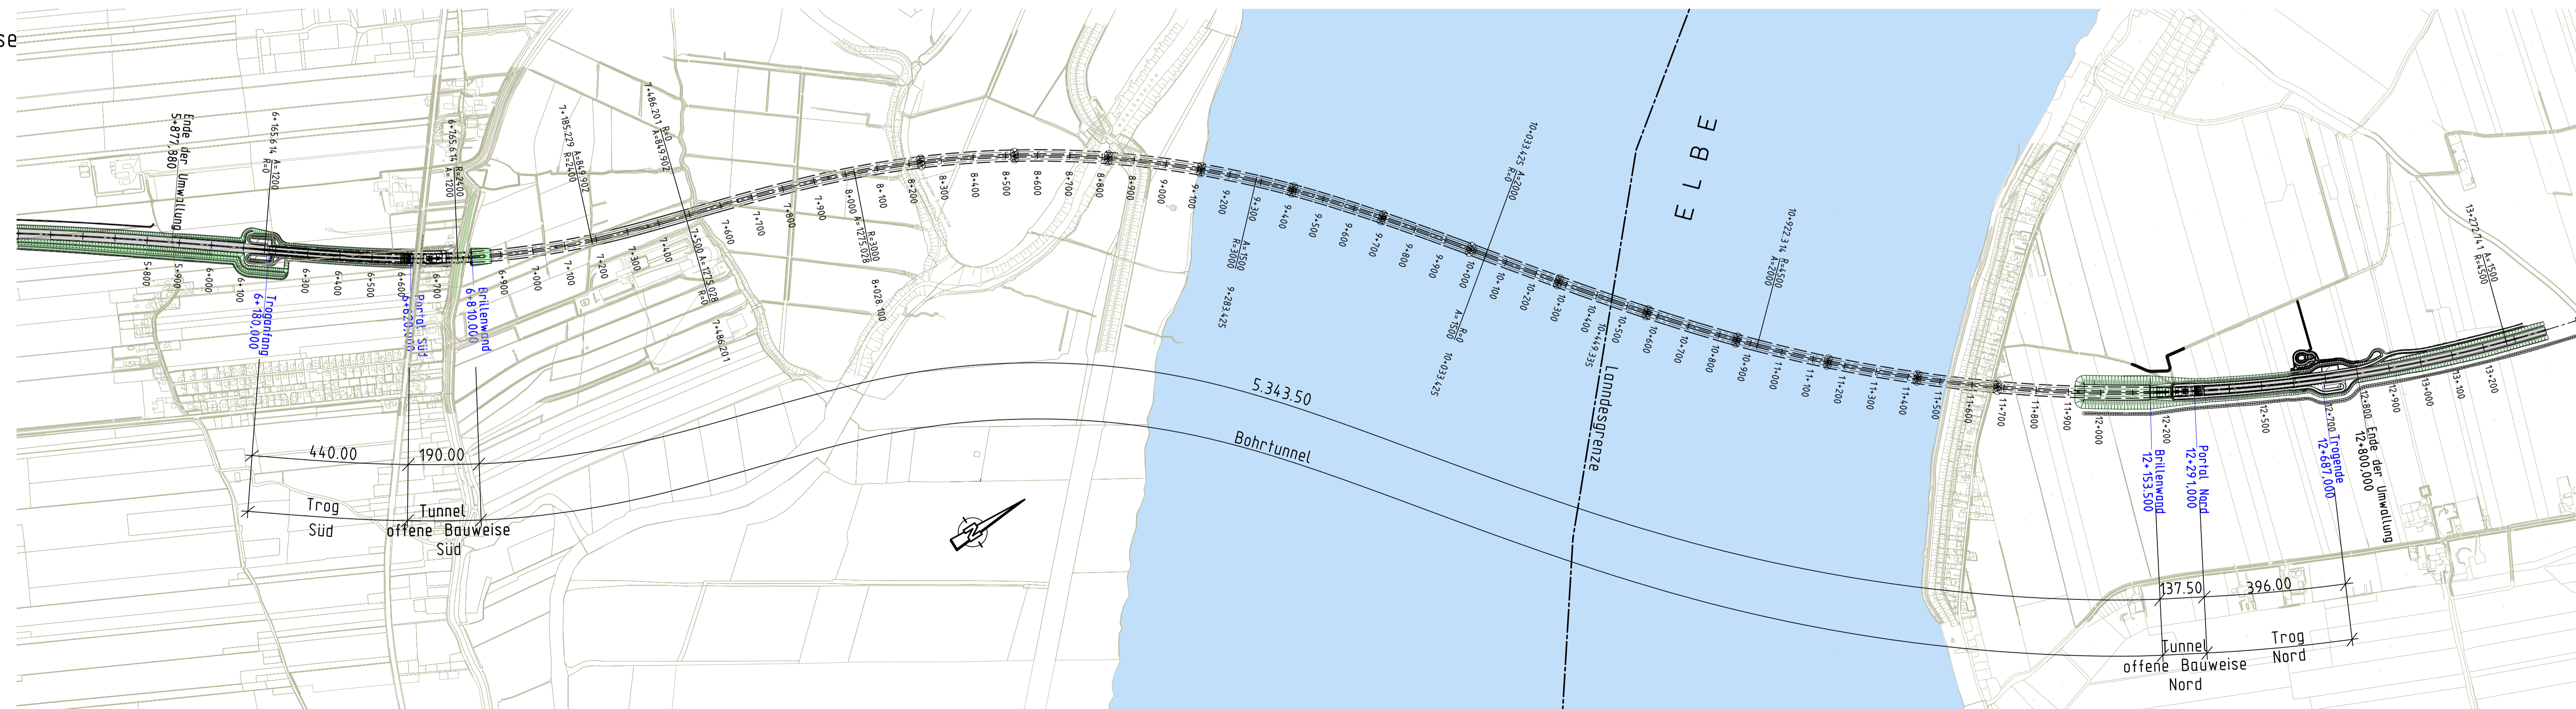 se
Ende der Umwallung
5+877,880
6+165.614 A=1200
R=0
6+765.614 R=2400
A=1200
7+185.229 A=849.902
R=2400
7+486.201 R=0
A=849.902
5+800
5+900
6+000
6+100
6+300
6+400
6+500
6+600
6+700
6+900
7+000
7+100
7+200
7+300
7+400
7+500 A=1275.028
R=0
7+486.201
7+600
7+700
7+800
7+900
8+000 A=1275.028
R=3000
8+028.100
8+100
8+200
8+300
8+400
8+500
8+600
8+700
8+800
8+900
9+000
9+100
9+200
9+300
A=1500
R=3000
9+283.425
9+400
9+500
9+600
9+700
9+800
9+900
10+000
10+033.425 A=2000
R=0
R=0
A=1500
10+033.425
10+100
10+200
10+300
10+400
10+449.335
10+500
10+600
10+700
10+800
10+900
10+922.314 R=4500
A=2000
11+000
11+100
11+200
11+300
11+400
11+500
11+600
11+700
11+800
11+900
12+000
12+200
12+500
12+700
12+800
12+900
13+000
13+100
13+200
13+272.741 A=1500
R=4500
Troganfang
6+180,000
Portal Süd
6+620,000
Brillenwand
6+810.000
ELBE
Lanndesgrenze
Brillenwand
12+153.500
Portal Nord
12+291,000
Trogende
12+687,000
Ende der Umwallung
12+800,000
440.00
190.00
5.343.50
137.50
396.00
Trog
Süd
Tunnel
offene Bauweise
Süd
Bohrtunnel
N
Tunnel
offene Bauweise
Nord
Trog
Nord